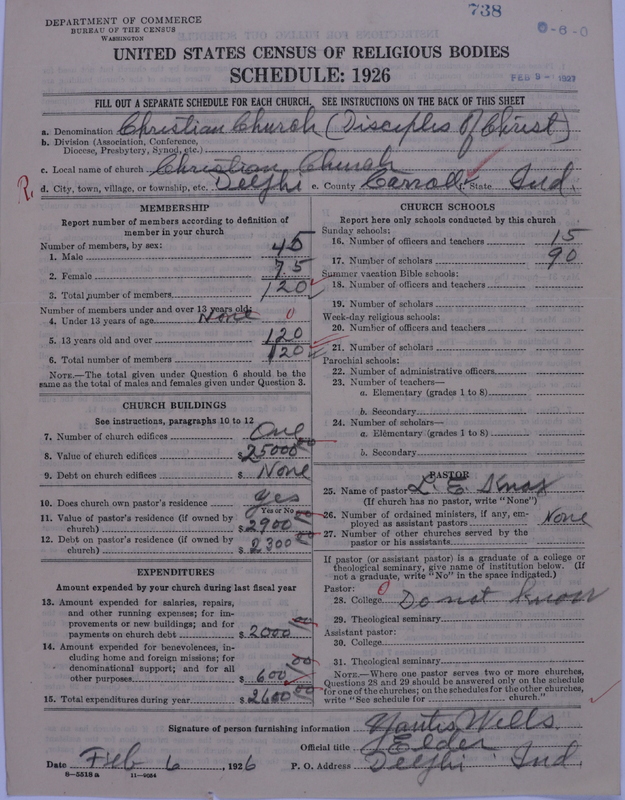 738
DEPARTMENT OF COMMERCE
BUREAU OF THE CENSUS
WASHINGTON
FEB 9 - 1927
UNITED STATES CENSUS OF RELIGIOUS BODIES
SCHEDULE: 1926
FILL OUT A SEPARATE SCHEDULE FOR EACH CHURCH. SEE INSTRUCTIONS ON THE BACK OF THIS SHEET
a. Denomination Christian Church (Disciples of Christ)
b. Division (Association, Conference, Diocese, Presbytery, Synod, etc.)
c. Local name of church Christian Church
R. d. City, town, village, or township, etc. Delphi e. County Carroll f. State Ind.
MEMBERSHIP
Report number of members according to definition of member in your church
Number of members, by sex:
1. Male 45
2. Female 75
3. Total number of members 120
Number of members under and over 13 years old:
4. Under 13 years of age None 0
5. 13 years old and over 120
6. Total number of members 120
NOTE.—The total given under Question 6 should be the same as the total of males and females given under Question 3.
CHURCH BUILDINGS
See instructions, paragraphs 10 to 12
7. Number of church edifices One
8. Value of church edifices $25000 00
9. Debt on church edifices $ None
10. Does church own pastor's residence Yes
Yes or No
11. Value of pastor's residence (if owned by church) $2900 00
12. Debt on pastor's residence (if owned by church) $2300 00
EXPENDITURES
Amount expended by your church during last fiscal year
13. Amount expended for salaries, repairs, and other running expenses; for improvements or new buildings; and for payments on church debt $2000 00
14. Amount expended for benevolences, including home and foreign missions; for denominational support; and for all other purposes $600 00
15. Total expenditures during year $2600 00
CHURCH SCHOOLS
Report here only schools conducted by this church
Sunday schools:
16. Number of officers and teachers 15
17. Number of scholars 90
Summer vacation Bible schools:
18. Number of officers and teachers
19. Number of scholars
Week-day religious schools:
20. Number of officers and teachers
21. Number of scholars
Parochial schools:
22. Number of administrative officers
23. Number of teachers—
a. Elementary (grades 1 to 8)
b. Secondary
24. Number of scholars—
a. Elementary (grades 1 to 8)
b. Secondary
PASTOR
25. Name of pastor L. E.
(If church has no pastor, write "None")
26. Number of ordained ministers, if any, employed as assistant pastors None
27. Number of other churches served by the pastor or his assistants
If pastor (or assistant pastor) is a graduate of a college or theological seminary, give name of institution below. (If not a graduate, write "No" in the space indicated.)
Pastor:
28. College 0 Do not know
29. Theological seminary
Assistant pastor:
30. College
31. Theological seminary
NOTE.—Where one pastor serves two or more churches, Questions 28 and 29 should be answered only on the schedule for one of the churches; on the schedules for the other churches, write "See schedule for ............ church."
Signature of person furnishing information Wills
Official title Elder
Date Feb 6, 1926 P. O. Address Delphi Ind
8—5318 a 11—9084